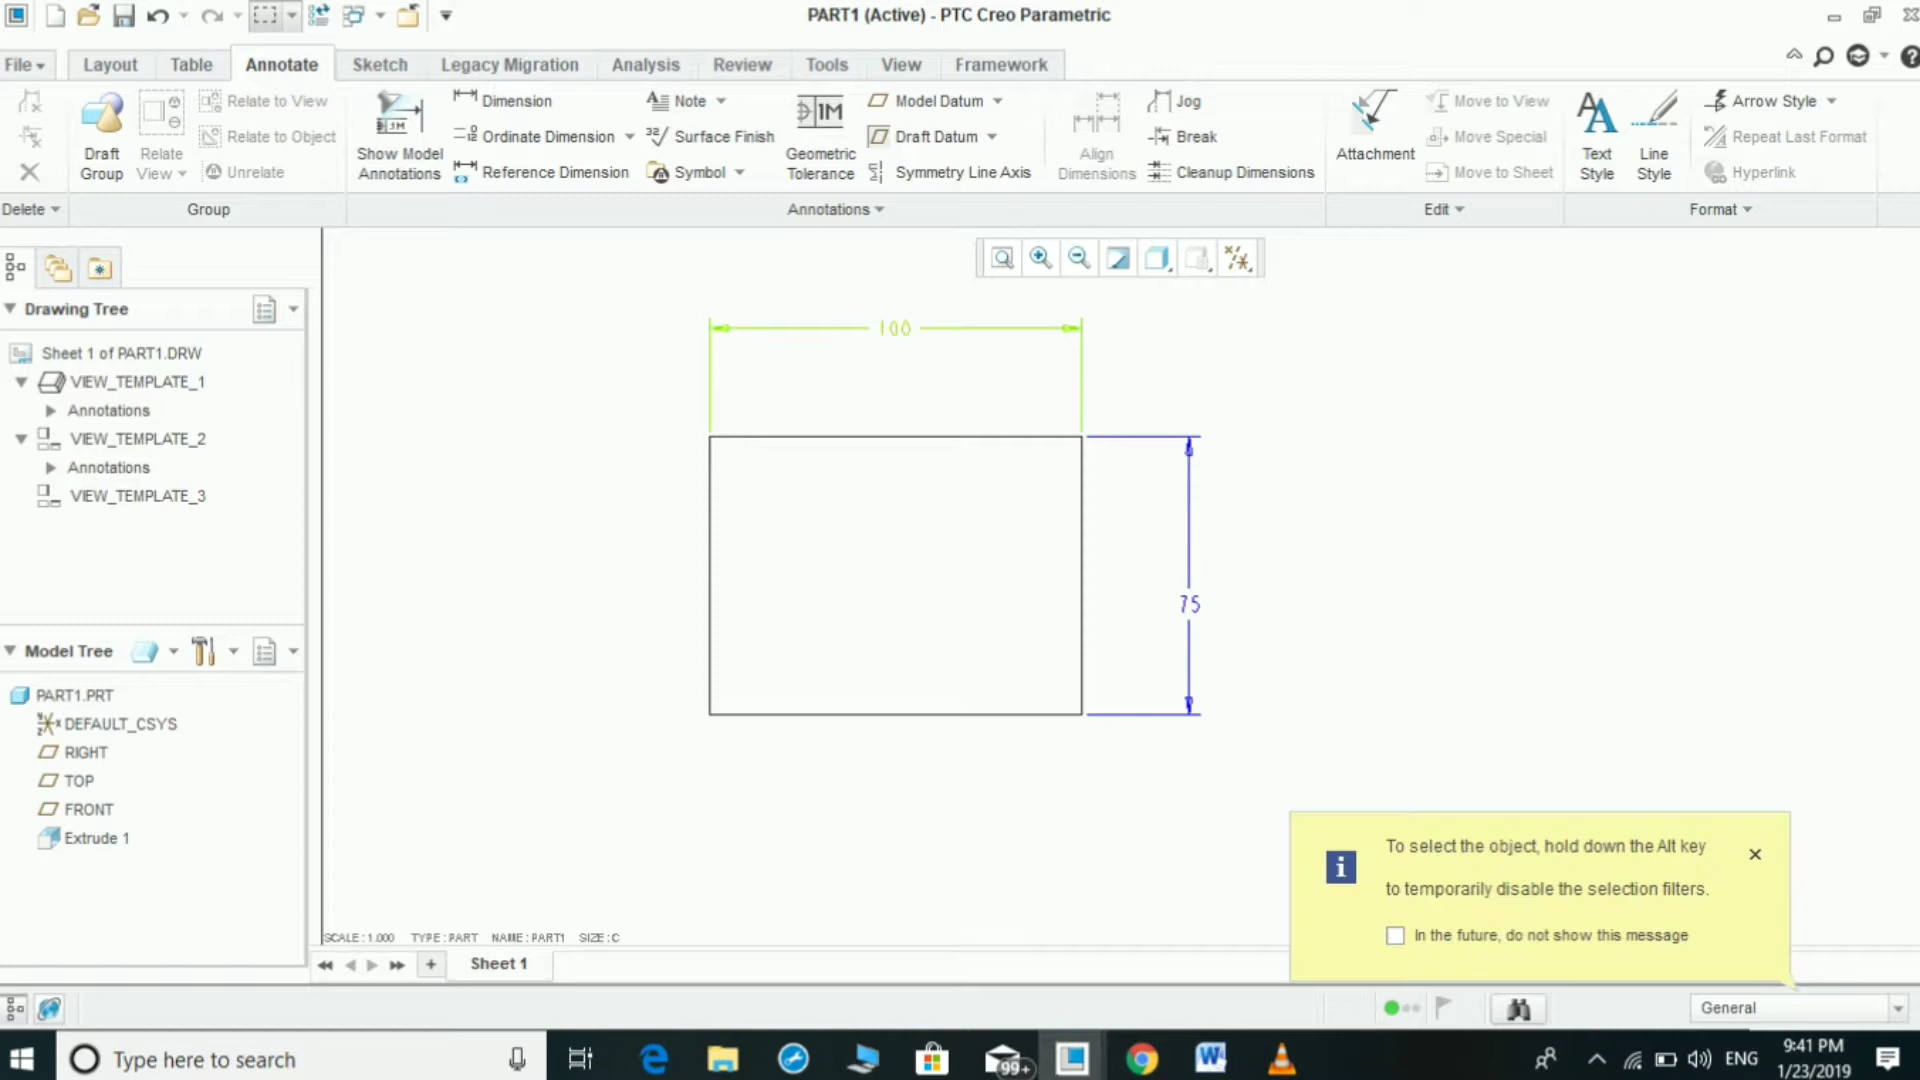 PART1 (Active) - PTC Creo Parametric
File Layout Table Annotate Sketch Legacy Migration Analysis Review Tools View Framework
Draft Group
Relate View
Relate to View
Relate to Object
Unrelate
Show Model Annotations
Dimension
Ordinate Dimension
Reference Dimension
Note
Surface Finish
Symbol
Geometric Tolerance
Model Datum
Draft Datum
Symmetry Line Axis
Align Dimensions
Jog
Break
Cleanup Dimensions
Attachment
Move to View
Move Special
Move to Sheet
Text Style
Line Style
Arrow Style
Repeat Last Format
Hyperlink
Delete Group Annotations Edit Format
Drawing Tree
Sheet 1 of PART1.DRW
VIEW_TEMPLATE_1
Annotations
VIEW_TEMPLATE_2
Annotations
VIEW_TEMPLATE_3
Model Tree
PART1.PRT
DEFAULT_CSYS
RIGHT
TOP
FRONT
Extrude 1
100
75
SCALE:1.000 TYPE:PART NAME:PART1 SIZE:C
Sheet 1
To select the object, hold down the Alt key
to temporarily disable the selection filters.
In the future, do not show this message
General
Type here to search
99+
ENG
9:41 PM
1/23/2019